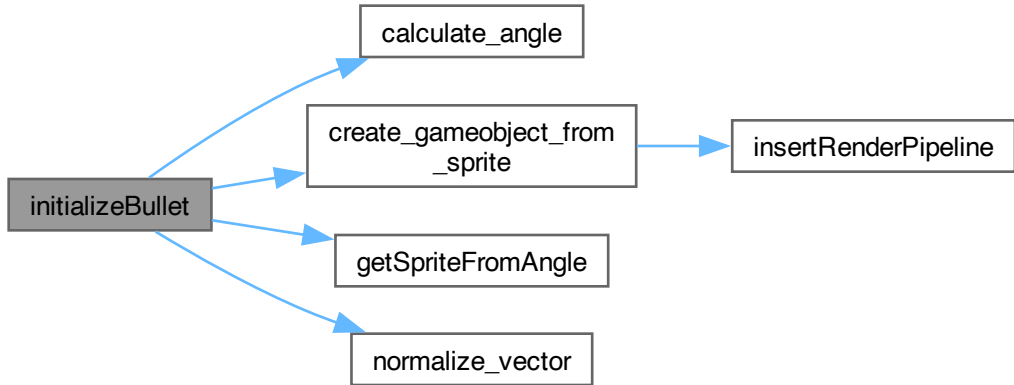 calculate_angle
create_gameobject_from
_sprite
insertRenderPipeline
initializeBullet
getSpriteFromAngle
normalize_vector